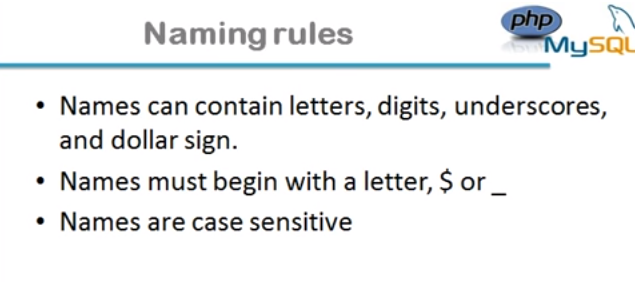 Naming rules
php
MySQL
• Names can contain letters, digits, underscores,
and dollar sign.
• Names must begin with a letter, $ or _
• Names are case sensitive